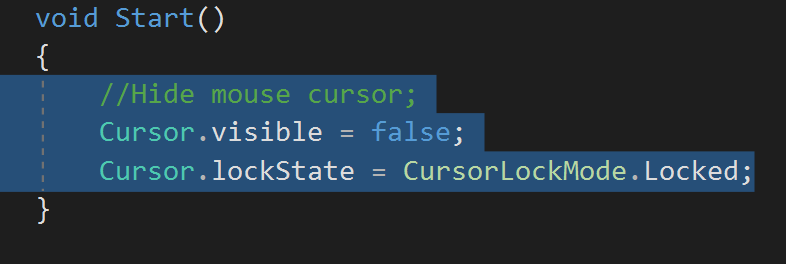 void Start()
{
//Hide mouse cursor;
Cursor.visible = false;
Cursor.lockState = CursorLockMode.Locked;
}